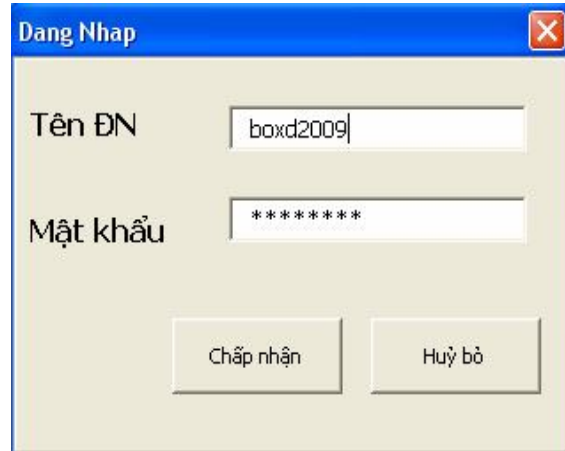 Dang Nhap
Tên ĐN boxd2009
Mật khẩu ********
Chấp nhận Huỷ bỏ